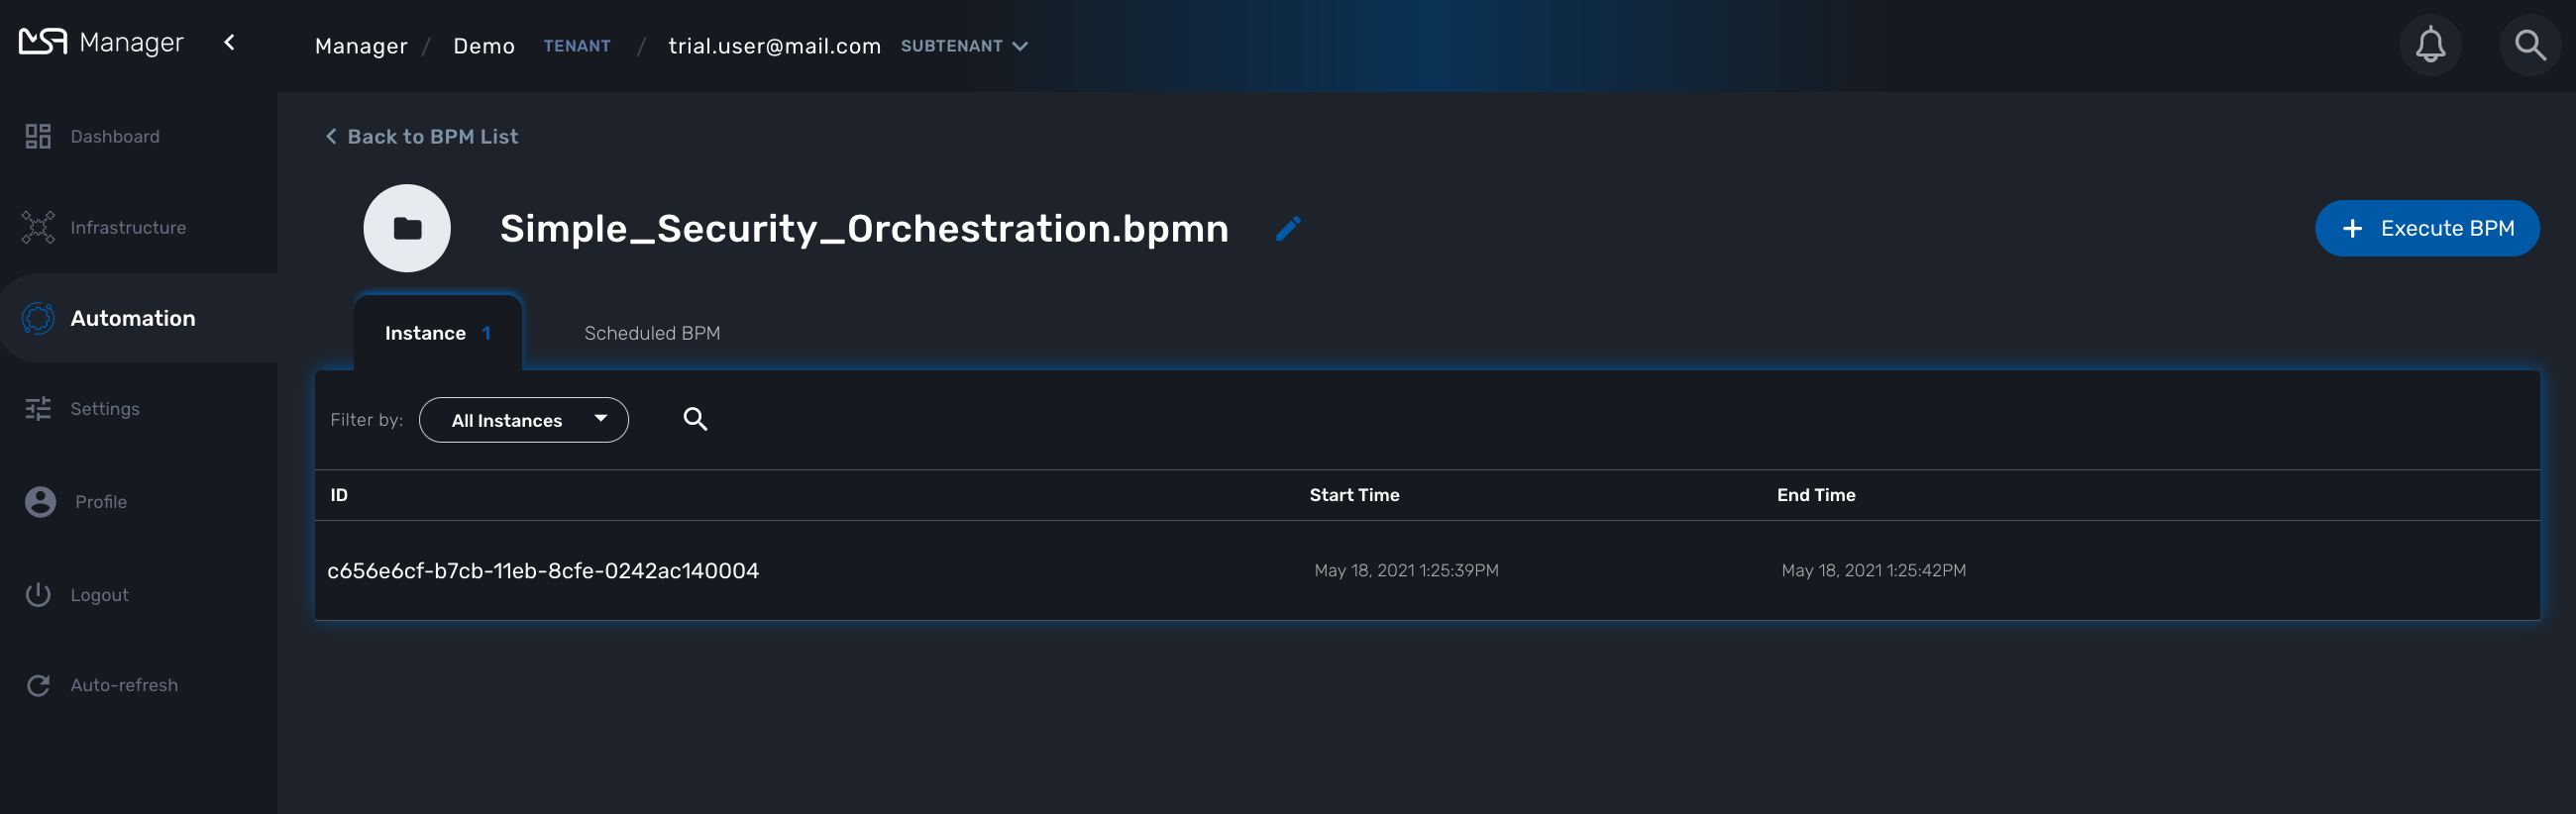 MSA Manager
Manager / Demo TENANT / trial.user@mail.com SUBTENANT
Dashboard
Infrastructure
Automation
Settings
Profile
Logout
Auto-refresh
Back to BPM List
Simple_Security_Orchestration.bpmn
+ Execute BPM
Instance 1
Scheduled BPM
Filter by: All Instances
ID Start Time End Time
c656e6cf-b7cb-11eb-8cfe-0242ac140004 May 18, 2021 1:25:39PM May 18, 2021 1:25:42PM